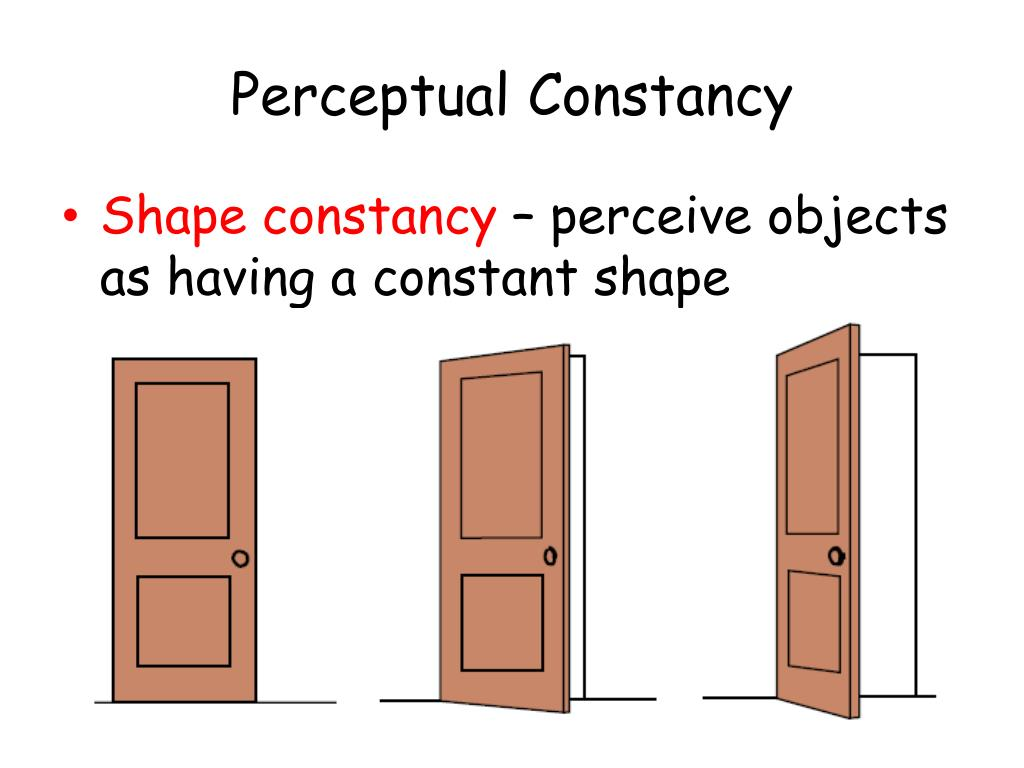 Perceptual Constancy
• Shape constancy – perceive objects
as having a constant shape